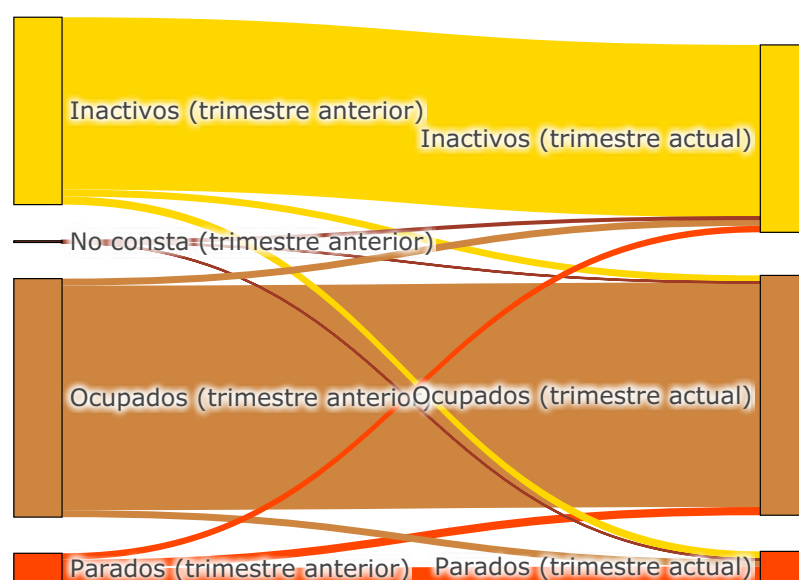 Inactivos (trimestre anterior)
Inactivos (trimestre actual)
No consta (trimestre anterior)
Ocupados (trimestre anterior)
Ocupados (trimestre actual)
Parados (trimestre anterior)
Parados (trimestre actual)